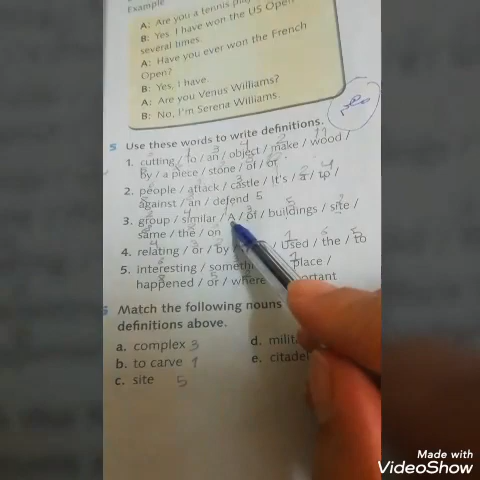 Example
A: Are you a tennis
B: Yes. I have won the US Open
several times.
A: Have you ever won the French
Open?
B: Yes, I have.
A: Are you Venus Williams?
B: No, I'm Serena Williams.
5 Use these words to write definitions.
1. cutting / to / an / object / make / wood /
by / a piece / stone / of / or
2. people / attack / castle / It's / a / up /
against / an / defend
3. group / similar / A / of / buildings / site /
same / the / on
4. relating / or / by / used / the / to
5. interesting / place /
happened / or / where
Match the following nouns
definitions above.
a. complex 3
d.
b. to carve 1
e.
c. site 5
Made with
VideoShow